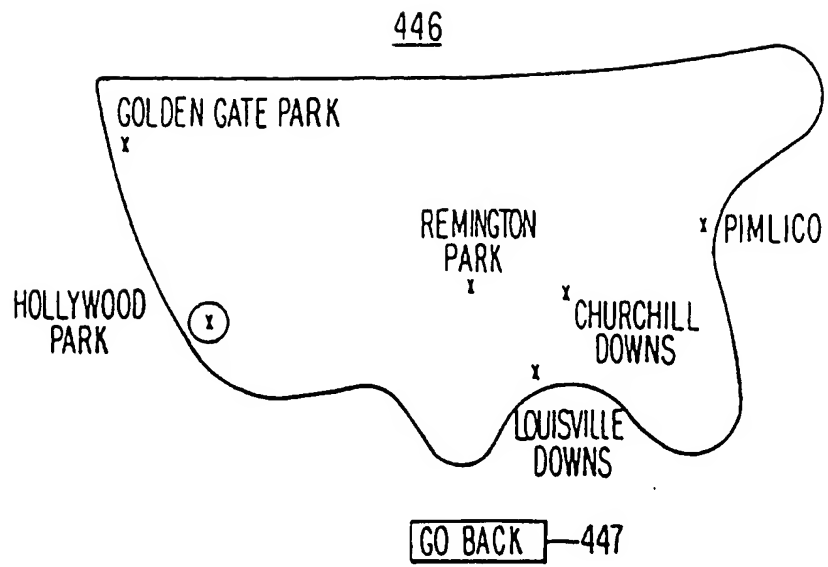 446
GOLDEN GATE PARK
REMINGTON
PARK
PIMLICO
HOLLYWOOD
PARK
CHURCHILL
DOWNS
LOUISVILLE
DOWNS
GO BACK 447